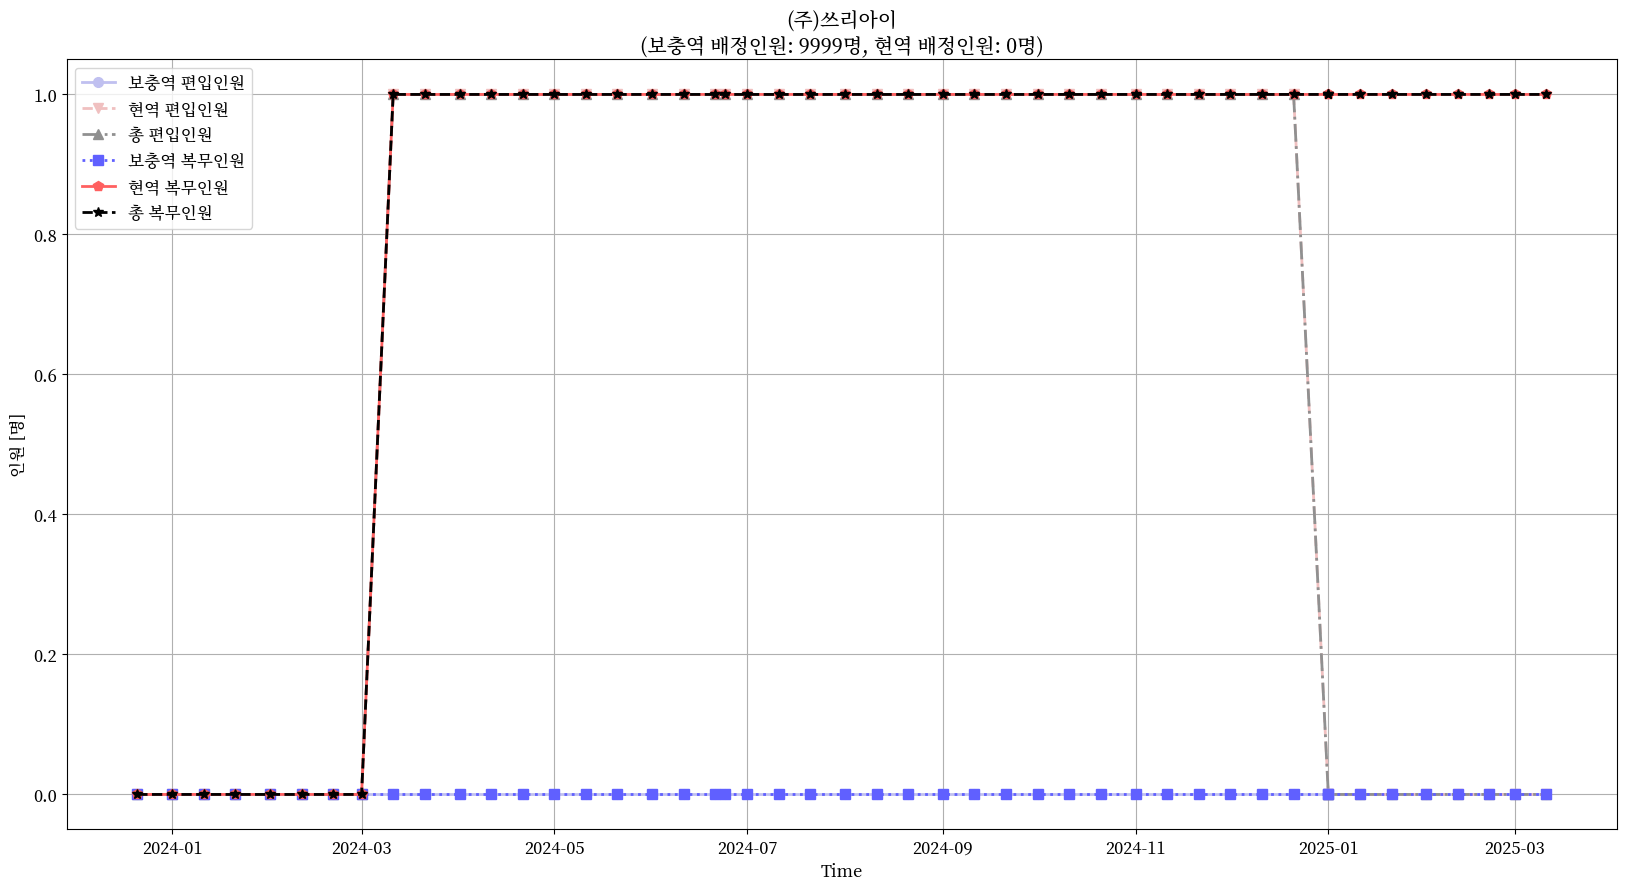 (주)쓰리아이
(보충역 배정인원: 9999명, 현역 배정인원: 0명)
보충역 편입인원
현역 편입인원
총 편입인원
보충역 복무인원
현역 복무인원
총 복무인원
1.0
0.8
0.6
0.4
0.2
0.0
인원 [명]
2024-01
2024-03
2024-05
2024-07
2024-09
2024-11
2025-01
2025-03
Time